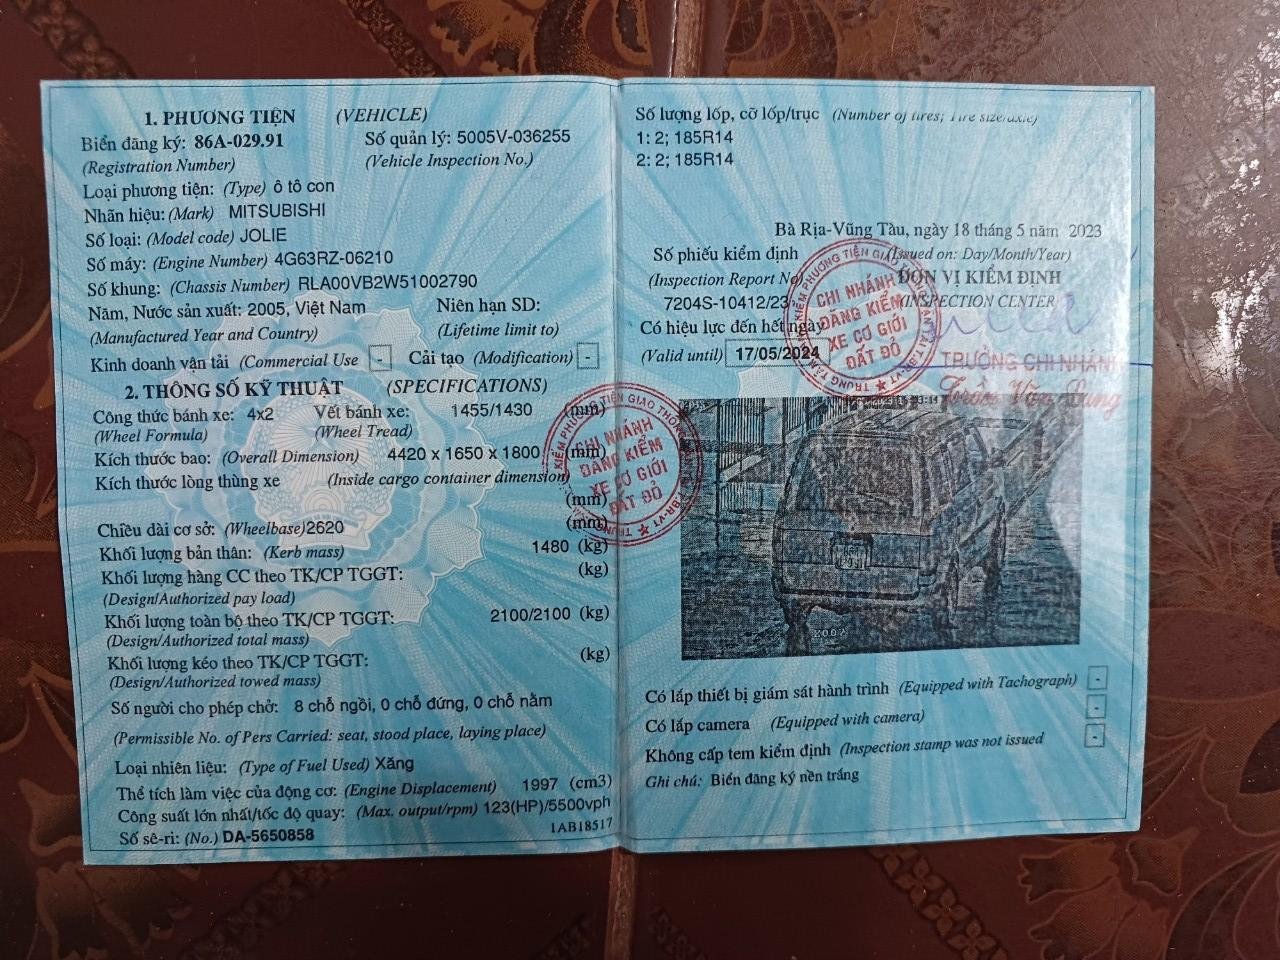 1. PHƯƠNG TIỆN (VEHICLE)
Biển đăng ký: 86A-029.91 Số quản lý: 5005V-036255
(Registration Number) (Vehicle Inspection No.)
Loại phương tiện: (Type) ô tô con
Nhãn hiệu: (Mark) MITSUBISHI
Số loại: (Model code) JOLIE
Số máy: (Engine Number) 4G63RZ-06210
Số khung: (Chassis Number) RLA00VB2W51002790
Năm, Nước sản xuất: 2005, Việt Nam Niên hạn SD:
(Manufactured Year and Country) (Lifetime limit to)
Kinh doanh vận tải (Commercial Use - Cải tạo (Modification) -
2. THÔNG SỐ KỸ THUẬT (SPECIFICATIONS)
Công thức bánh xe: 4x2 Vết bánh xe: 1455/1430 (mm)
(Wheel Formula) (Wheel Tread)
Kích thước bao: (Overall Dimension) 4420 x 1650 x 1800 (mm)
Kích thước lòng thùng xe (Inside cargo container dimension)
(mm)
Chiều dài cơ sở: (Wheelbase)2620 (mm)
Khối lượng bản thân: (Kerb mass) 1480 (kg)
Khối lượng hàng CC theo TK/CP TGGT: (kg)
(Design/Authorized pay load)
Khối lượng toàn bộ theo TK/CP TGGT: 2100/2100 (kg)
(Design/Authorized total mass)
Khối lượng kéo theo TK/CP TGGT: (kg)
(Design/Authorized towed mass)
Số người cho phép chở: 8 chỗ ngồi, 0 chỗ đứng, 0 chỗ nằm
(Permissible No. of Pers Carried: seat, stood place, laying place)
Loại nhiên liệu: (Type of Fuel Used) Xăng
Thể tích làm việc của động cơ: (Engine Displacement) 1997 (cm3)
Công suất lớn nhất/tốc độ quay: (Max. output/rpm) 123(HP)/5500vph
Số sê-ri: (No.) DA-5650858 1AB18517
Số lượng lốp, cỡ lốp/trục (Number of tires; Tire size/axle)
1: 2; 185R14
2: 2; 185R14
Bà Rịa-Vũng Tàu, ngày 18 tháng 5 năm 2023
Số phiếu kiểm định (Issued on: Day/Month/Year)
(Inspection Report No) ĐƠN VỊ KIỂM ĐỊNH
7204S-10412/23 (INSPECTION CENTER)
Có hiệu lực đến hết ngày
(Valid until) 17/05/2024
TRƯỞNG CHI NHÁNH
Trần Văn
CHI NHÁNH
ĐĂNG KIỂM
XE CƠ GIỚI
ĐẤT ĐỎ
CHI NHÁNH
ĐĂNG KIỂM
XE CƠ GIỚI
ĐẤT ĐỎ
Có lắp thiết bị giám sát hành trình (Equipped with Tachograph) -
Có lắp camera (Equipped with camera) -
Không cấp tem kiểm định (Inspection stamp was not issued -
Ghi chú: Biển đăng ký nền trắng